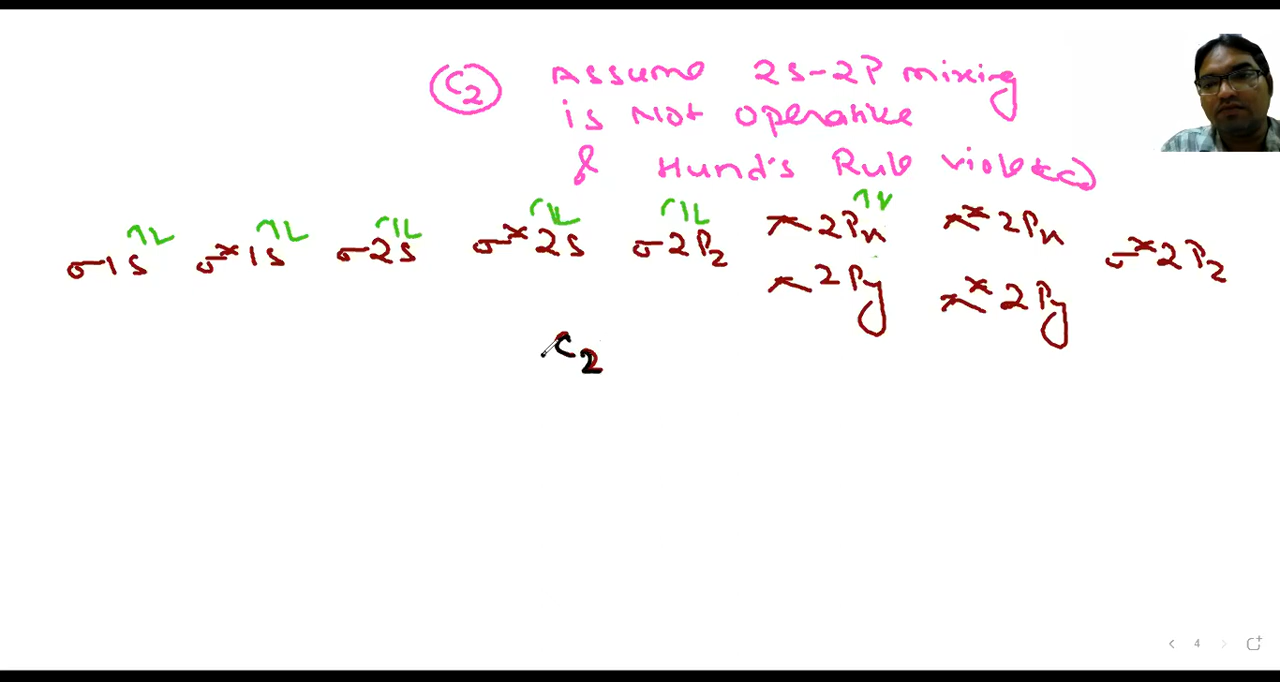 C2 Assume 2s-2P mixing
is Not operative
& Hund's Rule violated
σ1s ↿⇂ σ*1s ↿⇂ σ2s ↿⇂ σ*2s ↿⇂ σ2Pz ↿⇂ π2Px ↿⇂ π*2Px σ*2Pz
π2Py π*2Py
C2
4